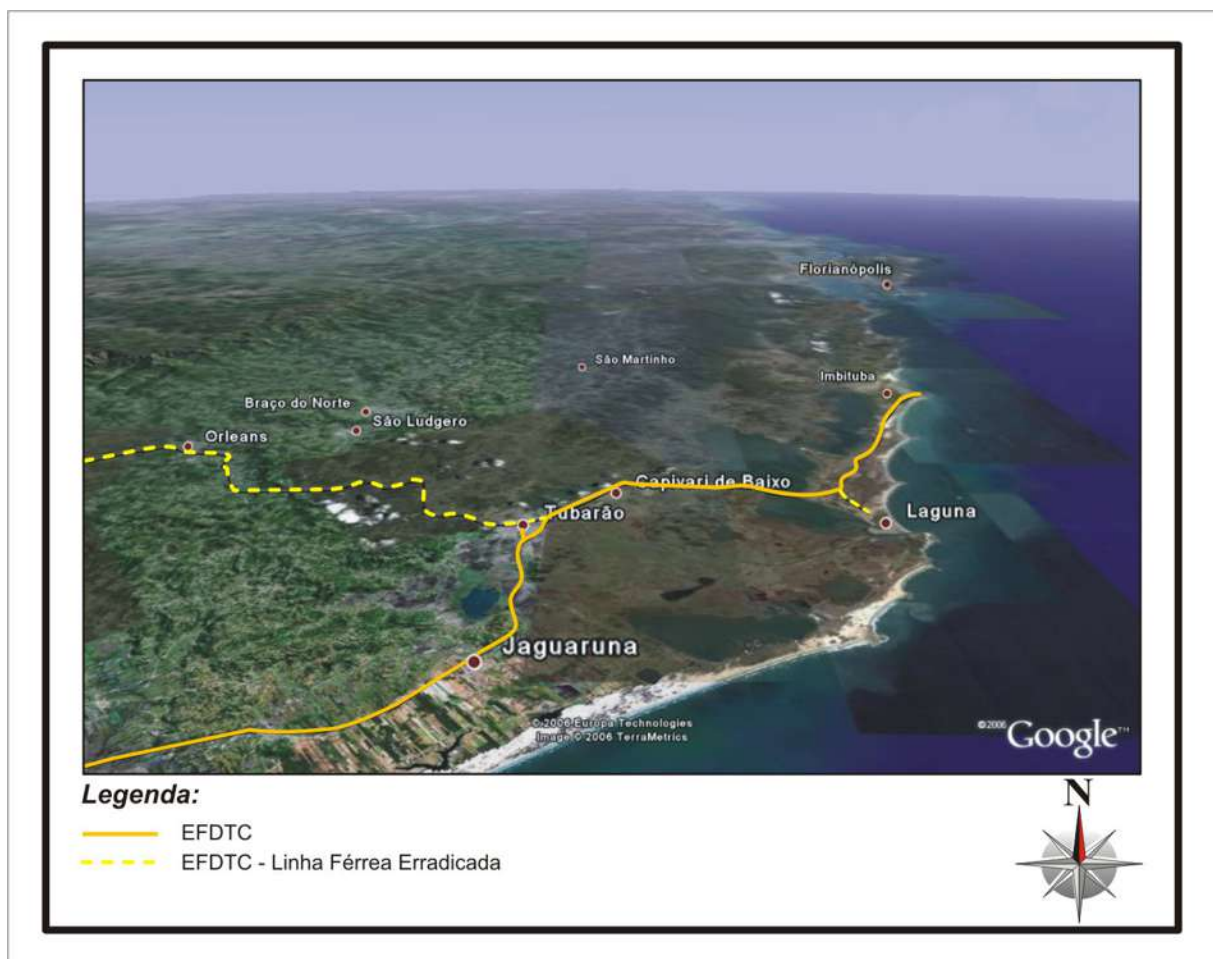 Florianópolis
São Martinho
Imbituba
Braço do Norte
São Ludgero
Orleans
Capivari de Baixo
Tubarão
Laguna
Jaguaruna
© 2006 Europa Technologies
Image © 2006 TerraMetrics
©2006 Google™
Legenda:
N
EFDTC
EFDTC - Linha Férrea Erradicada